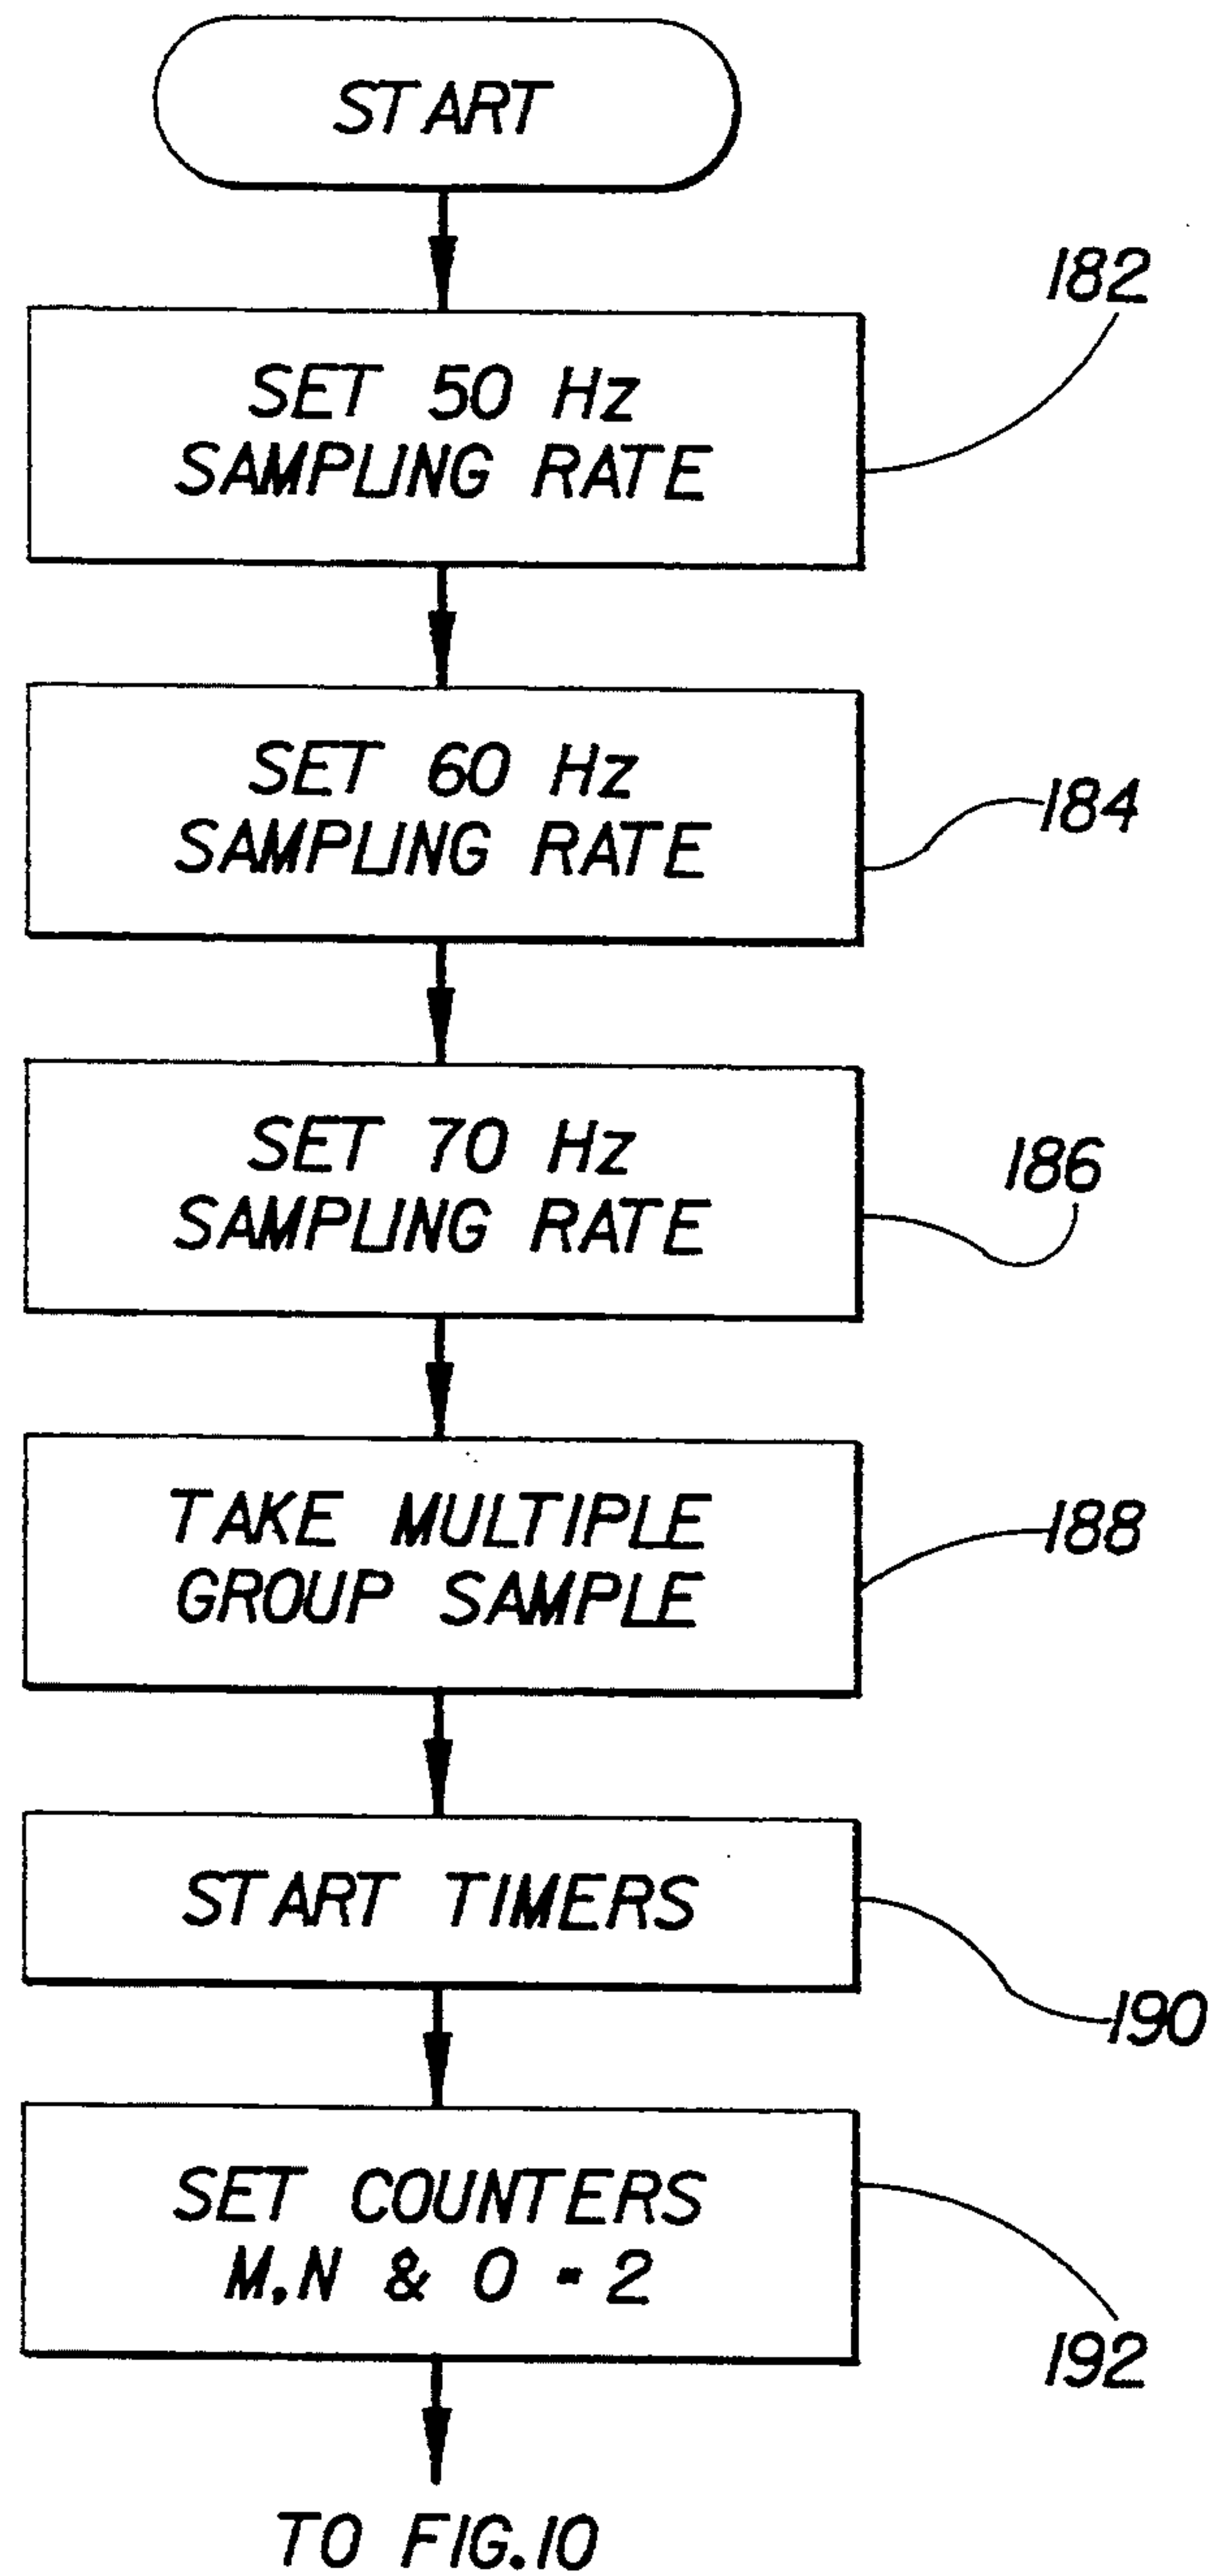 START
182
SET 50 Hz
SAMPLING RATE
SET 60 Hz
SAMPLING RATE
184
SET 70 Hz
SAMPLING RATE
186
TAKE MULTIPLE
GROUP SAMPLE
188
START TIMERS
190
SET COUNTERS
M,N & O = 2
192
TO FIG.10